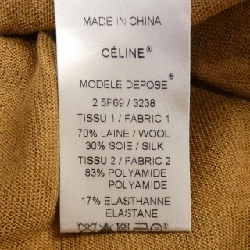 MADE IN CHINA
CÉLINE®
MODELE DEPOSE
2 5P69 / 3238
TISSU 1 / FABRIC 1
70% LAINE / WOOL
30% SOIE / SILK
TISSU 2 / FABRIC 2
83% POLYAMIDE
POLYAMIDE
17% ELASTHANNE
ELASTANE